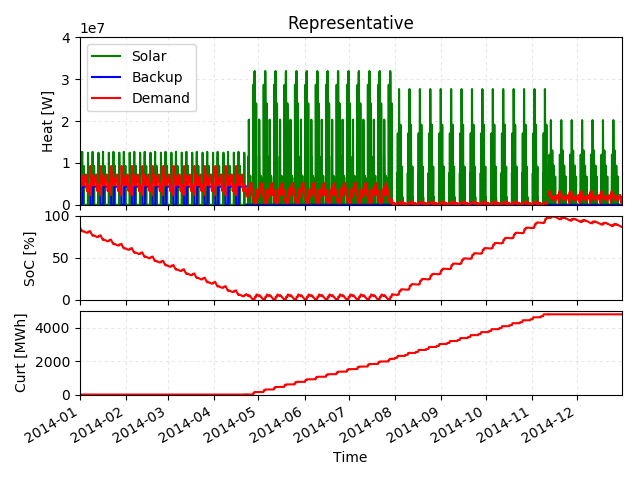 Representative
1e7
4
3
2
1
0
Heat [W]
Solar
Backup
Demand
100
50
0
SoC [%]
4000
2000
0
Curt [MWh]
2014-01
2014-02
2014-03
2014-04
2014-05
2014-06
2014-07
2014-08
2014-09
2014-10
2014-11
2014-12
Time